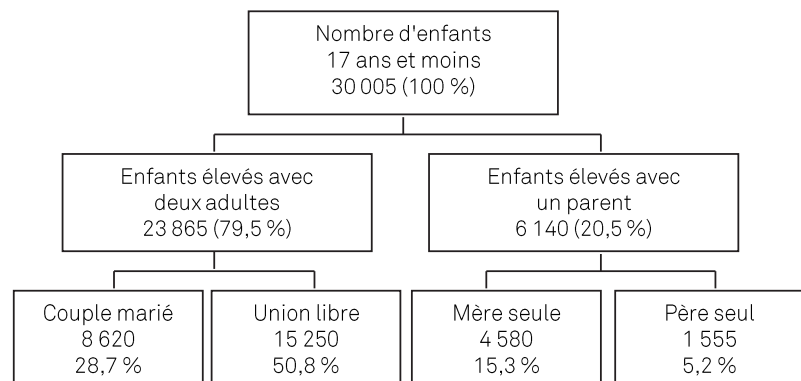 Nombre d'enfants
17 ans et moins
30 005 (100 %)
Enfants élevés avec
deux adultes
23 865 (79,5 %)
Enfants élevés avec
un parent
6 140 (20,5 %)
Couple marié
8 620
28,7 %
Union libre
15 250
50,8 %
Mère seule
4 580
15,3 %
Père seul
1 555
5,2 %